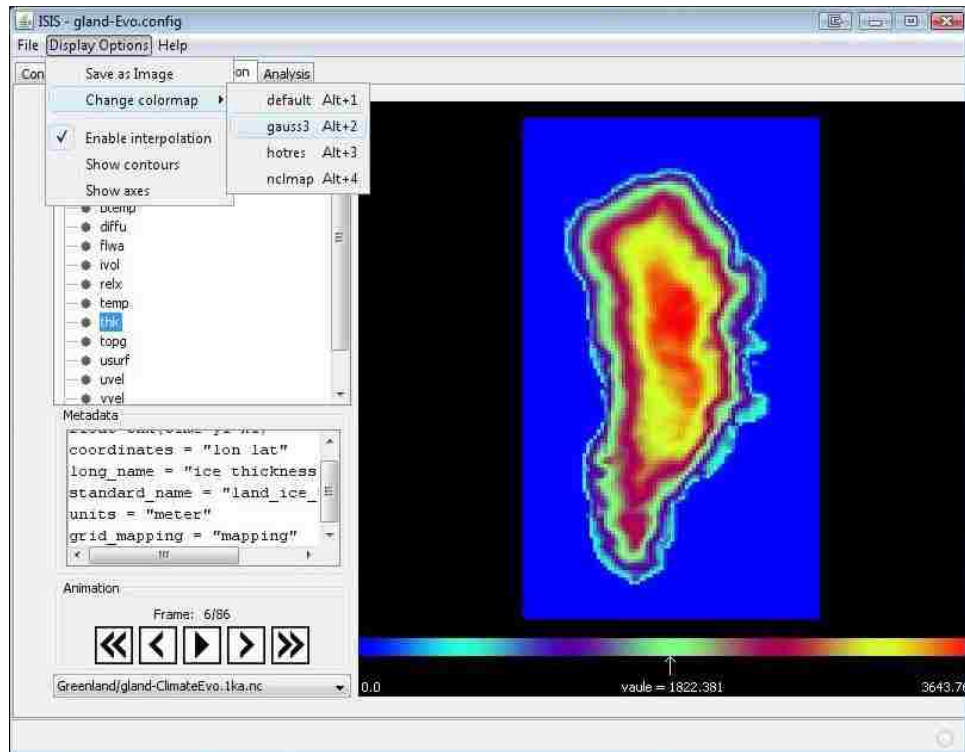 ISIS - gland-Evo.config
File Display Options Help
Con on Analysis
Save as Image
Change colormap
Enable interpolation
Show contours
Show axes
default Alt+1
gauss3 Alt+2
hotres Alt+3
nclmap Alt+4
btemp
diffu
flwa
ivol
relx
temp
thk
topg
usurf
uvel
vvel
Metadata
coordinates = "lon lat"
long_name = "ice thickness
standard_name = "land_ice_
units = "meter"
grid_mapping = "mapping"
Animation
Frame: 6/86
Greenland/gland-ClimateEvo.1ka.nc
0.0 vaule = 1822.381 3643.76